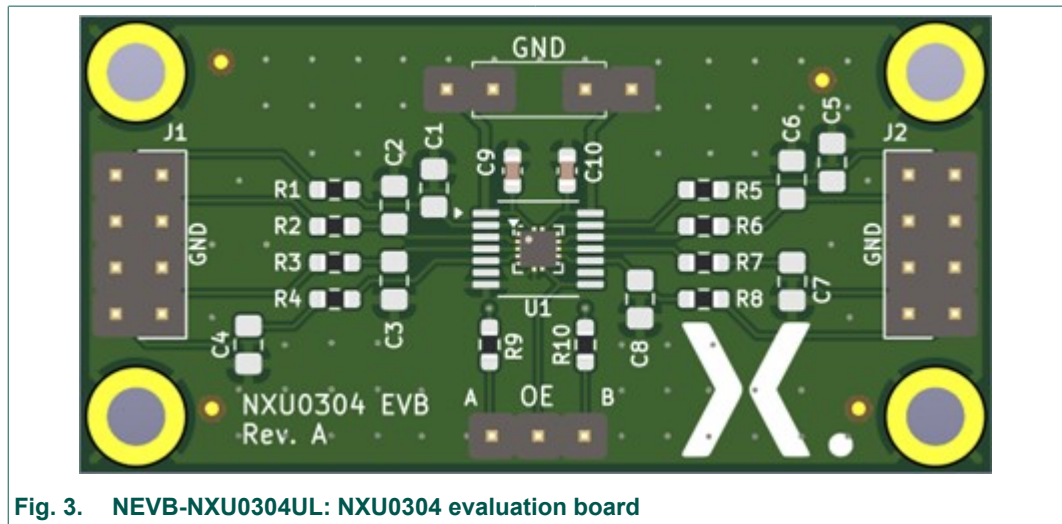 GND
J1
C2
C1
C9
C10
C6
C5
J2
R1
R5
R2
R6
GND
GND
R3
R7
R4
R8
C7
U1
C4
C3
R9
R10
C8
NXU0304 EVB
A
OE
B
Rev. A
Fig. 3. NEVB-NXU0304UL: NXU0304 evaluation board